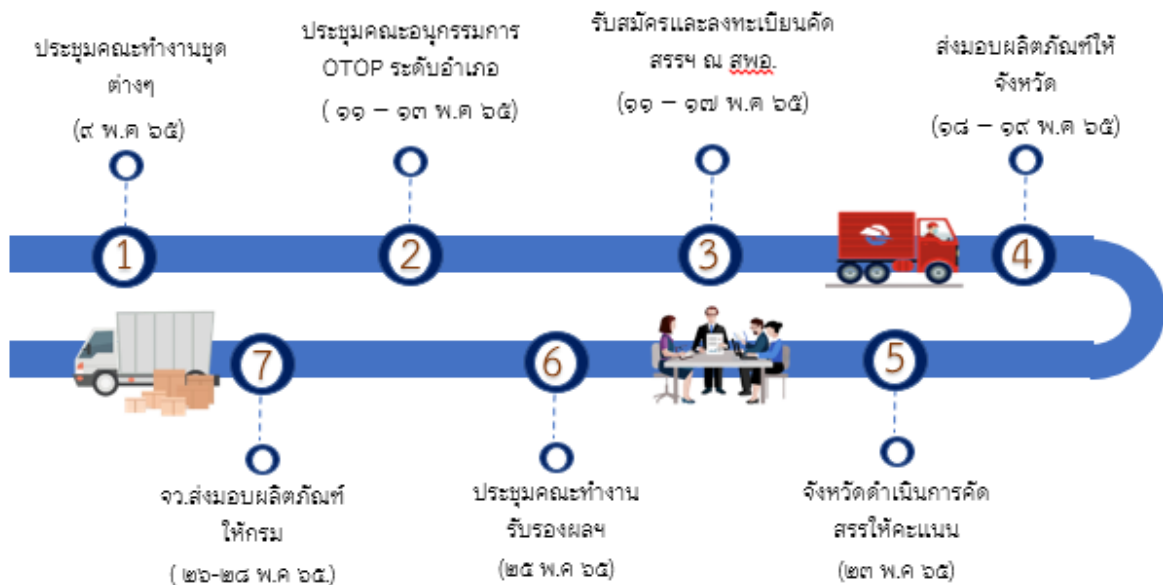 ประชุมคณะทำงานชุด
ต่างๆ
(๙ พ.ค ๖๕)
ประชุมคณะอนุกรรมการ
OTOP ระดับอำเภอ
( ๑๑ – ๑๓ พ.ค ๖๕)
รับสมัครและลงทะเบียนคัด
สรรฯ ณ สพอ.
(๑๑ – ๑๗ พ.ค ๖๕)
ส่งมอบผลิตภัณฑ์ให้
จังหวัด
(๑๘ – ๑๙ พ.ค ๖๕)
1
2
3
4
5
6
7
จังหวัดดำเนินการคัด
สรรให้คะแนน
(๒๓ พ.ค ๖๕)
ประชุมคณะทำงาน
รับรองผลฯ
(๒๕ พ.ค ๖๕)
จว.ส่งมอบผลิตภัณฑ์
ให้กรม
( ๒๖-๒๘ พ.ค ๖๕.)